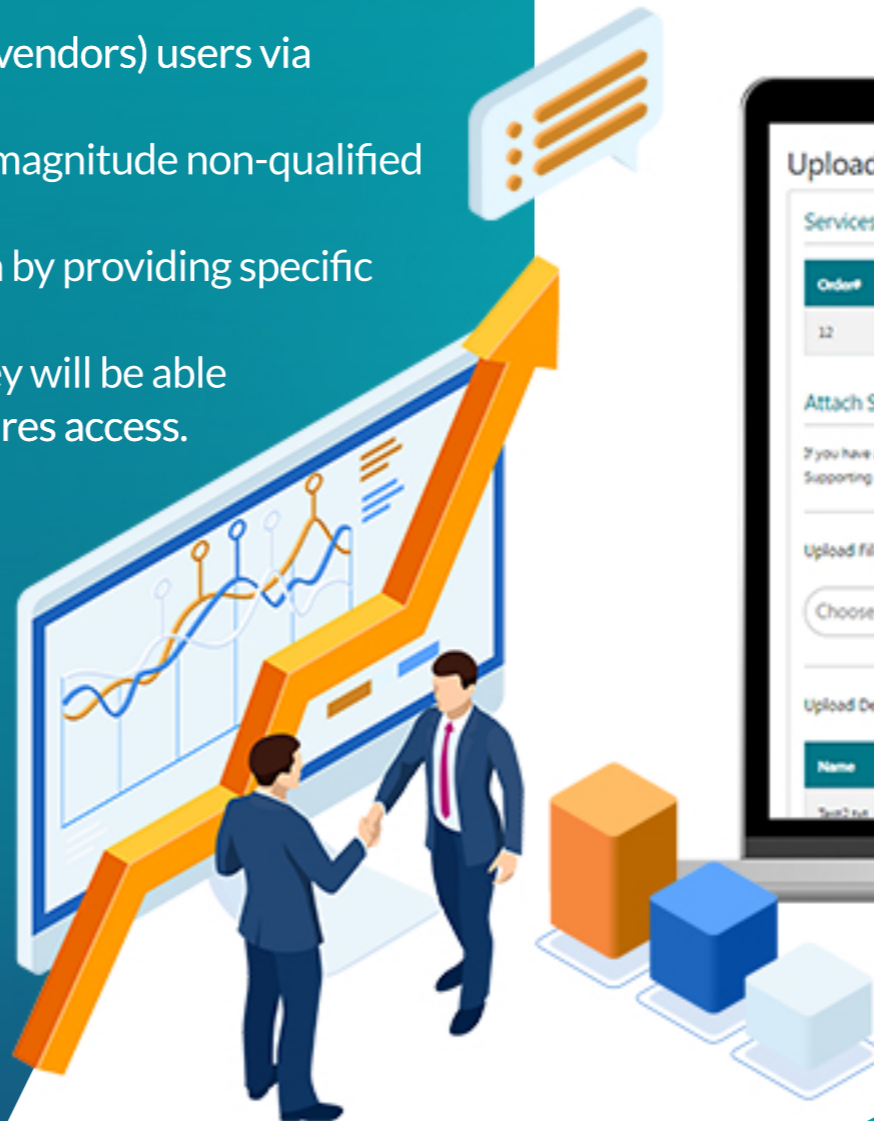 vendors) users via
magnitude non-qualified
by providing specific
ey will be able
res access.
Upload
Services
Order#
12
Attach S
If you have
Supporting
Upload Fil
Choose
Upload De
Name